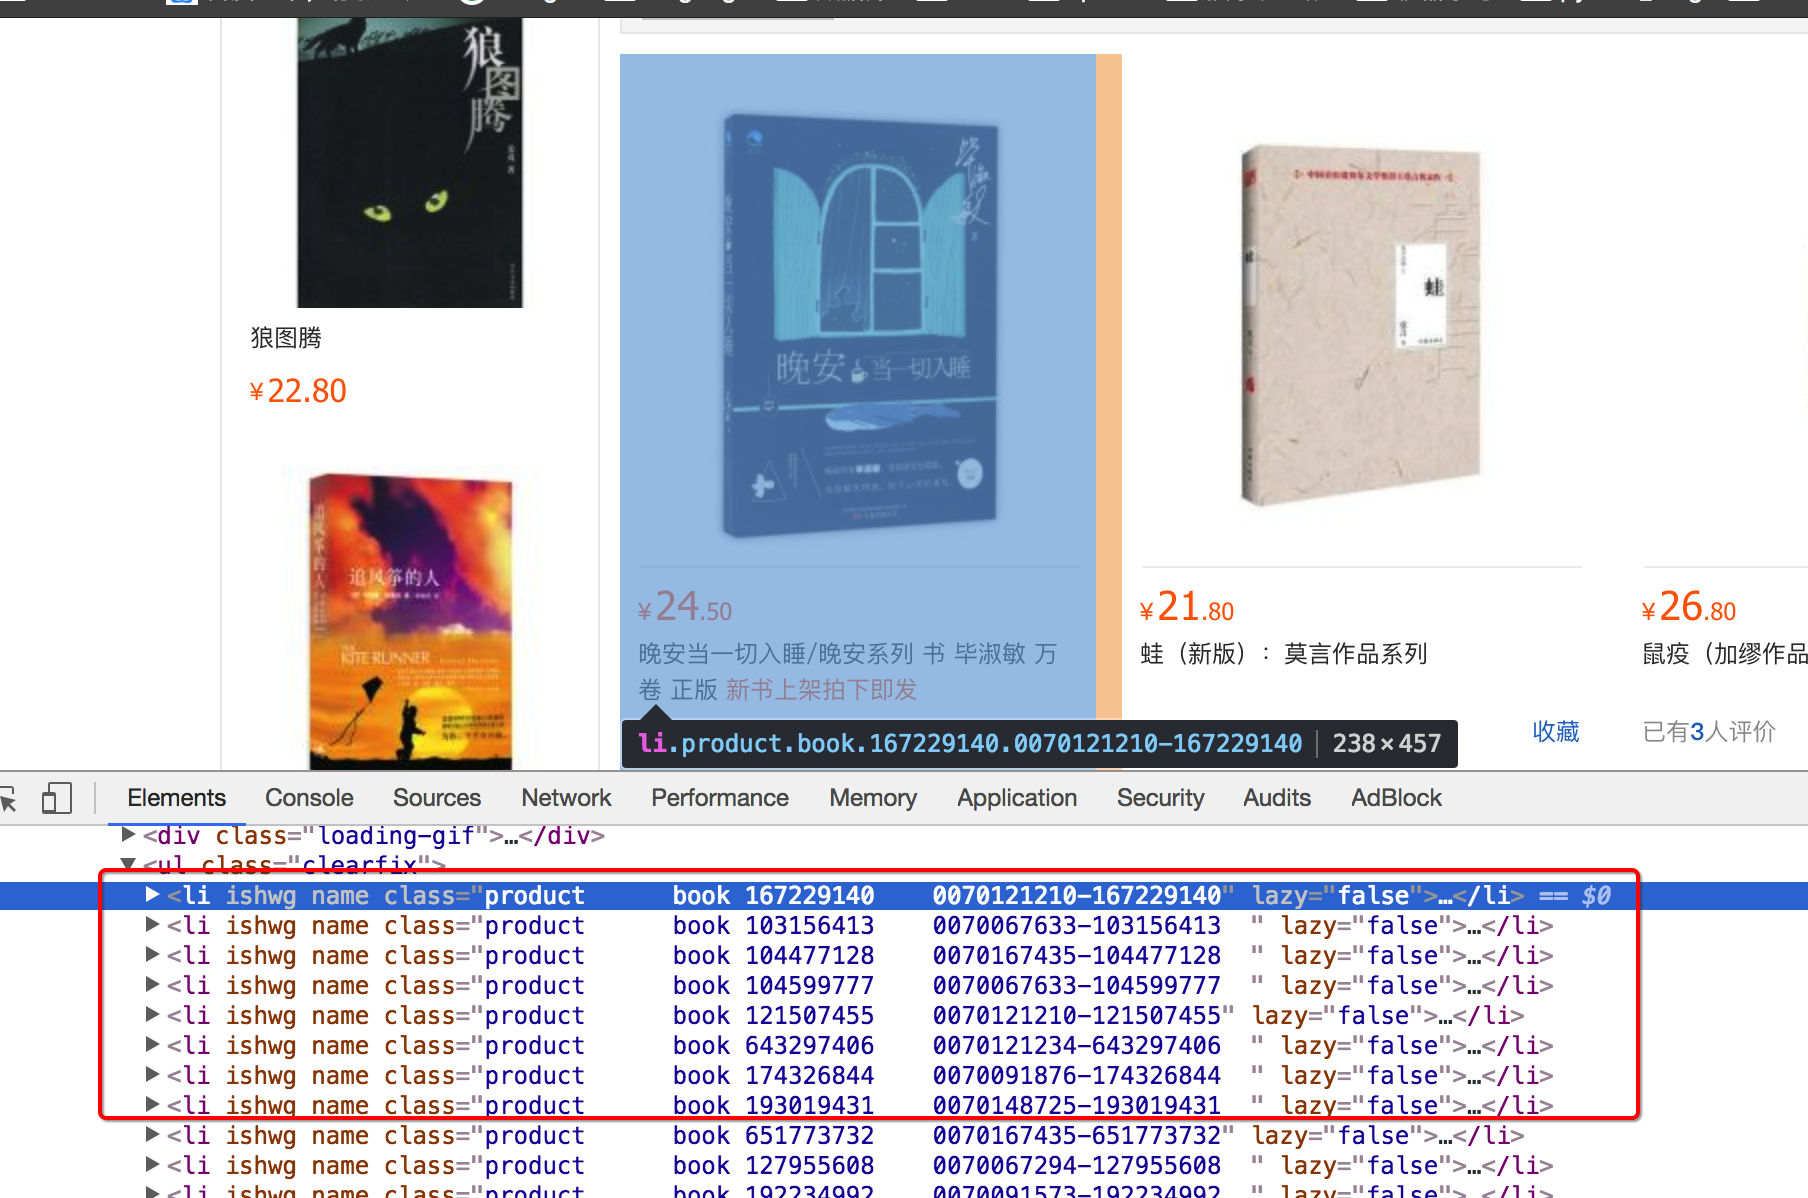 狼
图
腾
狼图腾
¥22.80
追风筝的人
追风筝的人
KITE RUNNER
毕淑敏
晚安 当一切入睡
¥24.50
晚安当一切入睡/晚安系列 书 毕淑敏 万
卷 正版 新书上架拍下即发
蛙
¥21.80
蛙（新版）：莫言作品系列
收藏
¥26.80
鼠疫（加缪作品
已有3人评价
li.product.book.167229140.0070121210-167229140 | 238×457
Elements Console Sources Network Performance Memory Application Security Audits AdBlock
▶<div class="loading-gif">…</div>
▼<ul class="clearfix">
▶<li ishwg name class="product book 167229140 0070121210-167229140" lazy="false">…</li> == $0
▶<li ishwg name class="product book 103156413 0070067633-103156413 " lazy="false">…</li>
▶<li ishwg name class="product book 104477128 0070167435-104477128 " lazy="false">…</li>
▶<li ishwg name class="product book 104599777 0070067633-104599777 " lazy="false">…</li>
▶<li ishwg name class="product book 121507455 0070121210-121507455" lazy="false">…</li>
▶<li ishwg name class="product book 643297406 0070121234-643297406 " lazy="false">…</li>
▶<li ishwg name class="product book 174326844 0070091876-174326844 " lazy="false">…</li>
▶<li ishwg name class="product book 193019431 0070148725-193019431 " lazy="false">…</li>
▶<li ishwg name class="product book 651773732 0070167435-651773732" lazy="false">…</li>
▶<li ishwg name class="product book 127955608 0070067294-127955608 " lazy="false">…</li>
▶<li ishwg name class="product book 192234992 0070091573-192234992 " lazy="false">…</li>